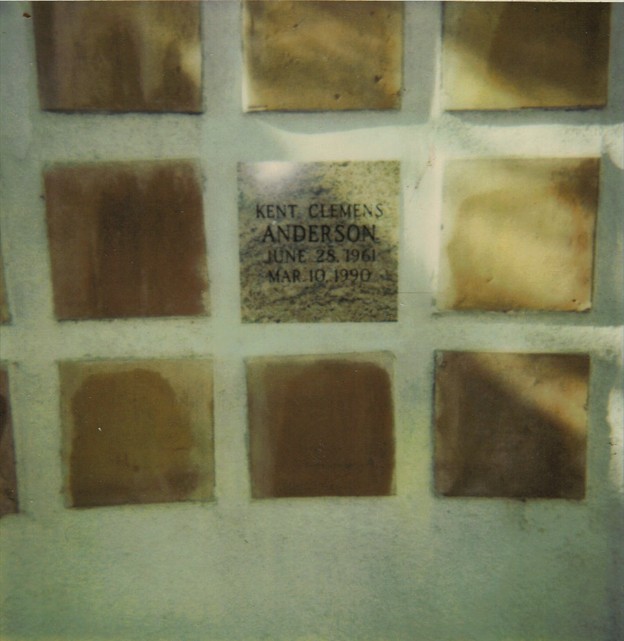 KENT CLEMENS
ANDERSON
JUNE 28, 1961
MAR. 10, 1990